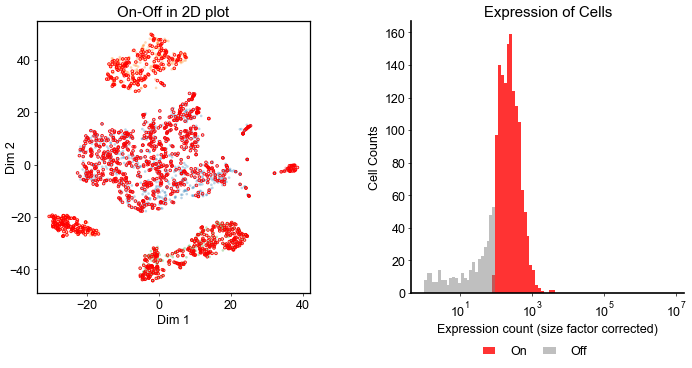 On-Off in 2D plot
Dim 2
40
20
0
−20
−40
−20
0
20
40
Dim 1
Expression of Cells
Cell Counts
160
140
120
100
80
60
40
20
0
10^1
10^3
10^5
10^7
Expression count (size factor corrected)
On
Off